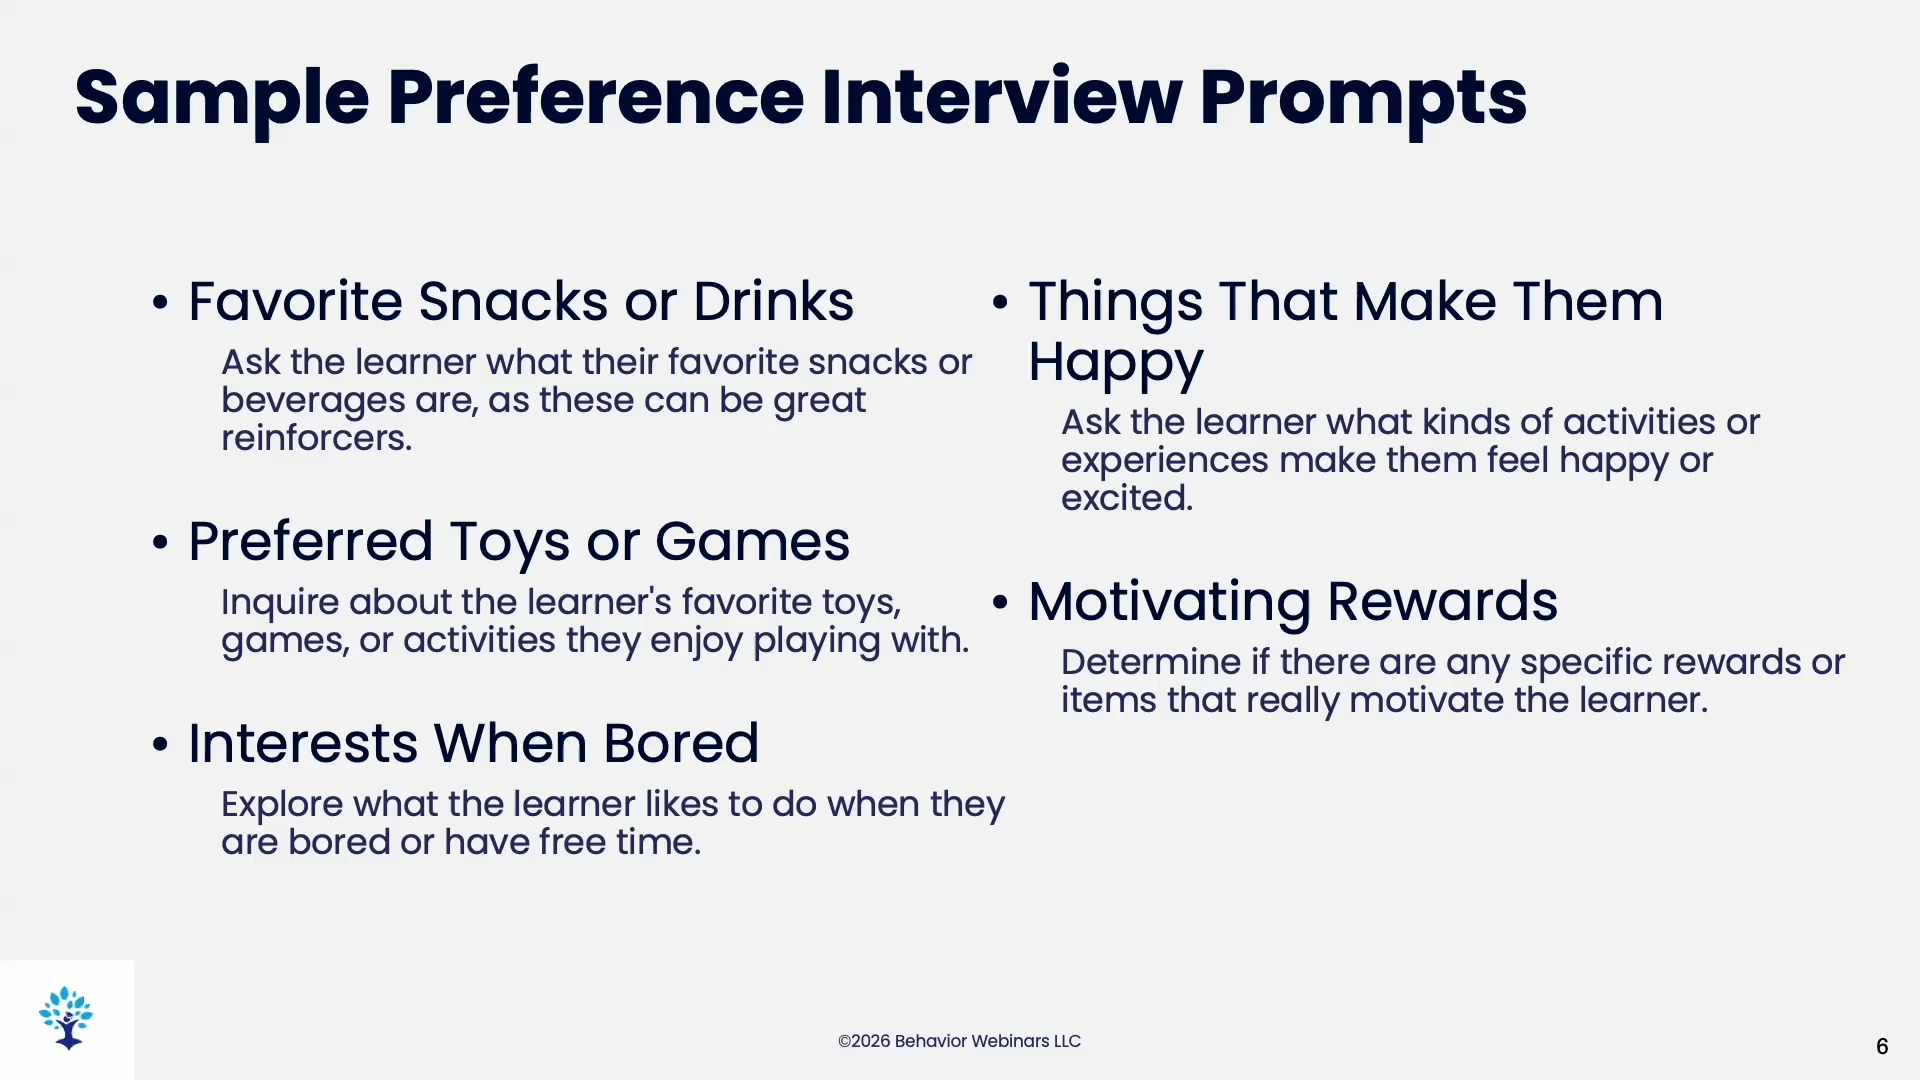 Sample Preference Interview Prompts
• Favorite Snacks or Drinks
Ask the learner what their favorite snacks or
beverages are, as these can be great
reinforcers.
• Preferred Toys or Games
Inquire about the learner's favorite toys,
games, or activities they enjoy playing with.
• Interests When Bored
Explore what the learner likes to do when they
are bored or have free time.
• Things That Make Them
Happy
Ask the learner what kinds of activities or
experiences make them feel happy or
excited.
• Motivating Rewards
Determine if there are any specific rewards or
items that really motivate the learner.
©2026 Behavior Webinars LLC
6